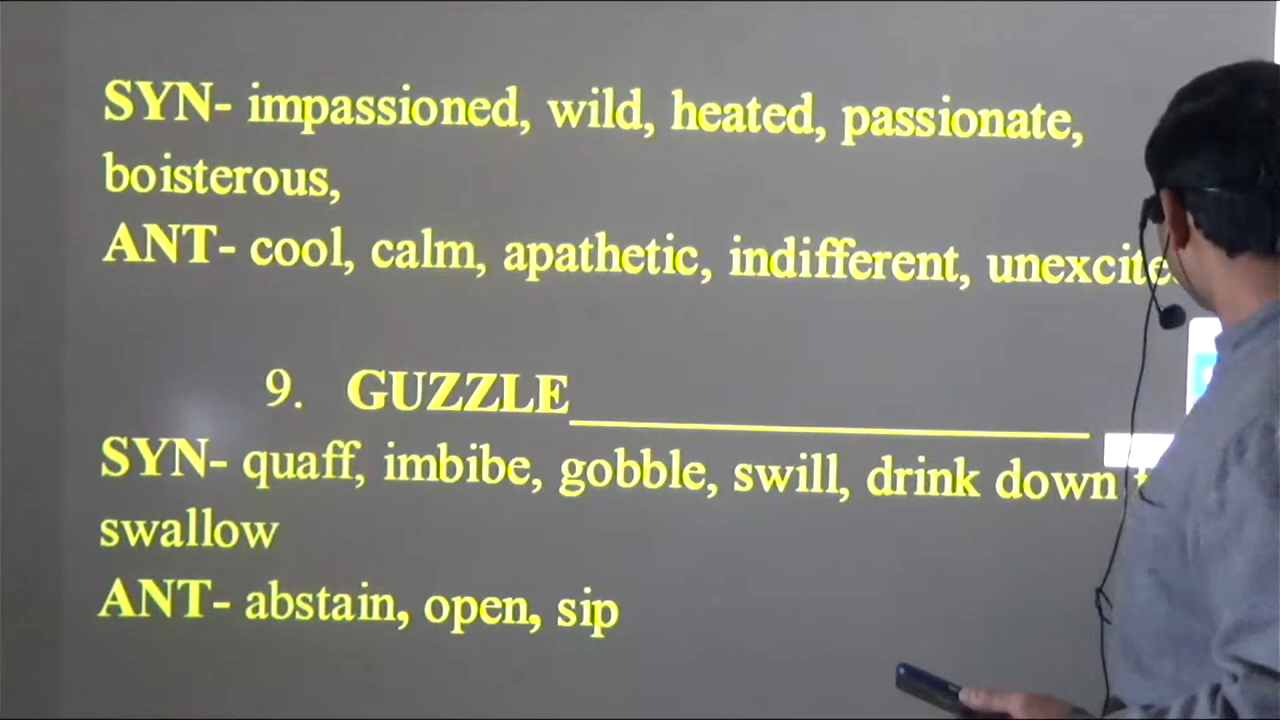 SYN- impassioned, wild, heated, passionate,
boisterous,
ANT- cool, calm, apathetic, indifferent,
9. GUZZLE
SYN- quaff, imbibe, gobble, swill, drink down
swallow
ANT- abstain, open, sip